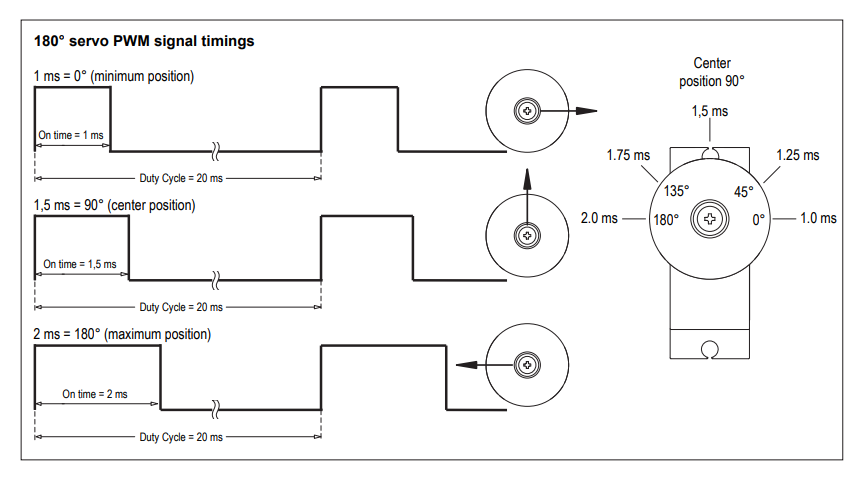 180° servo PWM signal timings
1 ms = 0° (minimum position)
On time = 1 ms
Duty Cycle = 20 ms
1,5 ms = 90° (center position)
On time = 1,5 ms
Duty Cycle = 20 ms
2 ms = 180° (maximum position)
On time = 2 ms
Duty Cycle = 20 ms
Center
position 90°
1,5 ms
1.75 ms
1.25 ms
135°
45°
2.0 ms
180°
0°
1.0 ms